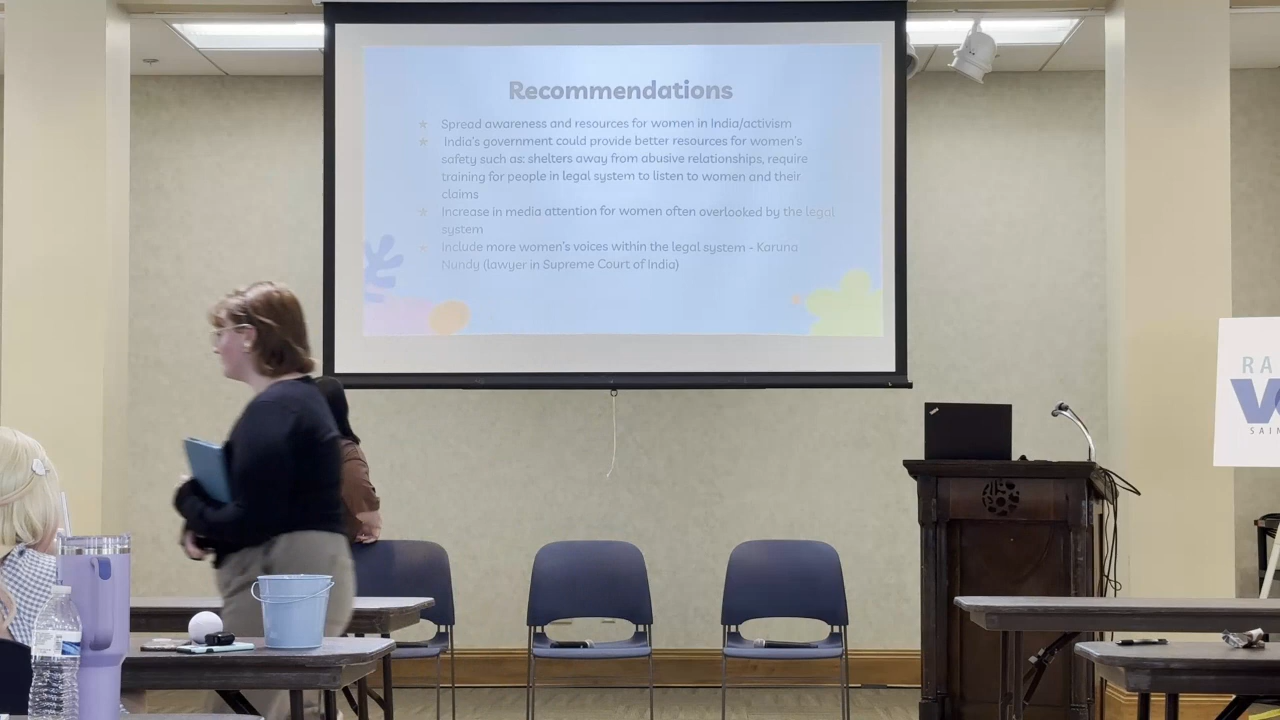 Recommendations
★ Spread awareness and resources for women in India/activism
★ India's government could provide better resources for women's
safety such as: shelters away from abusive relationships, require
training for people in legal system to listen to women and their
claims
★ Increase in media attention for women often overlooked by the legal
system
★ Include more women's voices within the legal system - Karuna
Nundy (lawyer in Supreme Court of India)
RA
SAIN